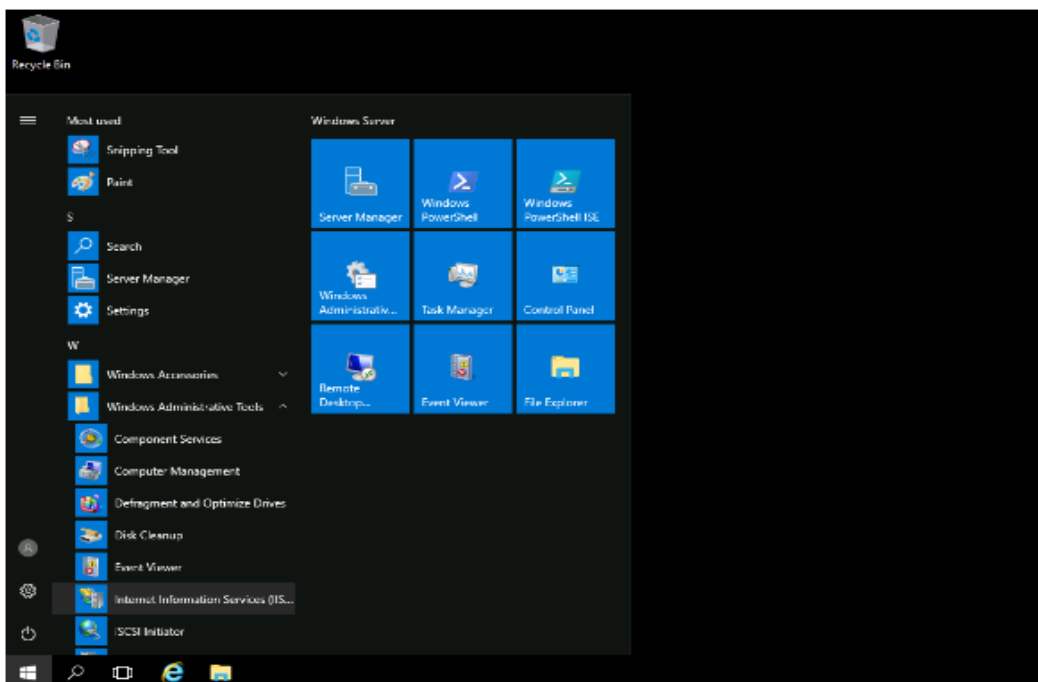 Recycle Bin
Most used
Snipping Tool
Paint
S
Search
Server Manager
Settings
W
Windows Accessories
Windows Administrative Tools
Component Services
Computer Management
Defragment and Optimize Drives
Disk Cleanup
Event Viewer
Internet Information Services (IIS...
iSCSI Initiator
Windows Server
Server Manager
Windows
PowerShell
Windows
PowerShell ISE
Windows
Administrativ...
Task Manager
Control Panel
Remote
Desktop...
Event Viewer
File Explorer